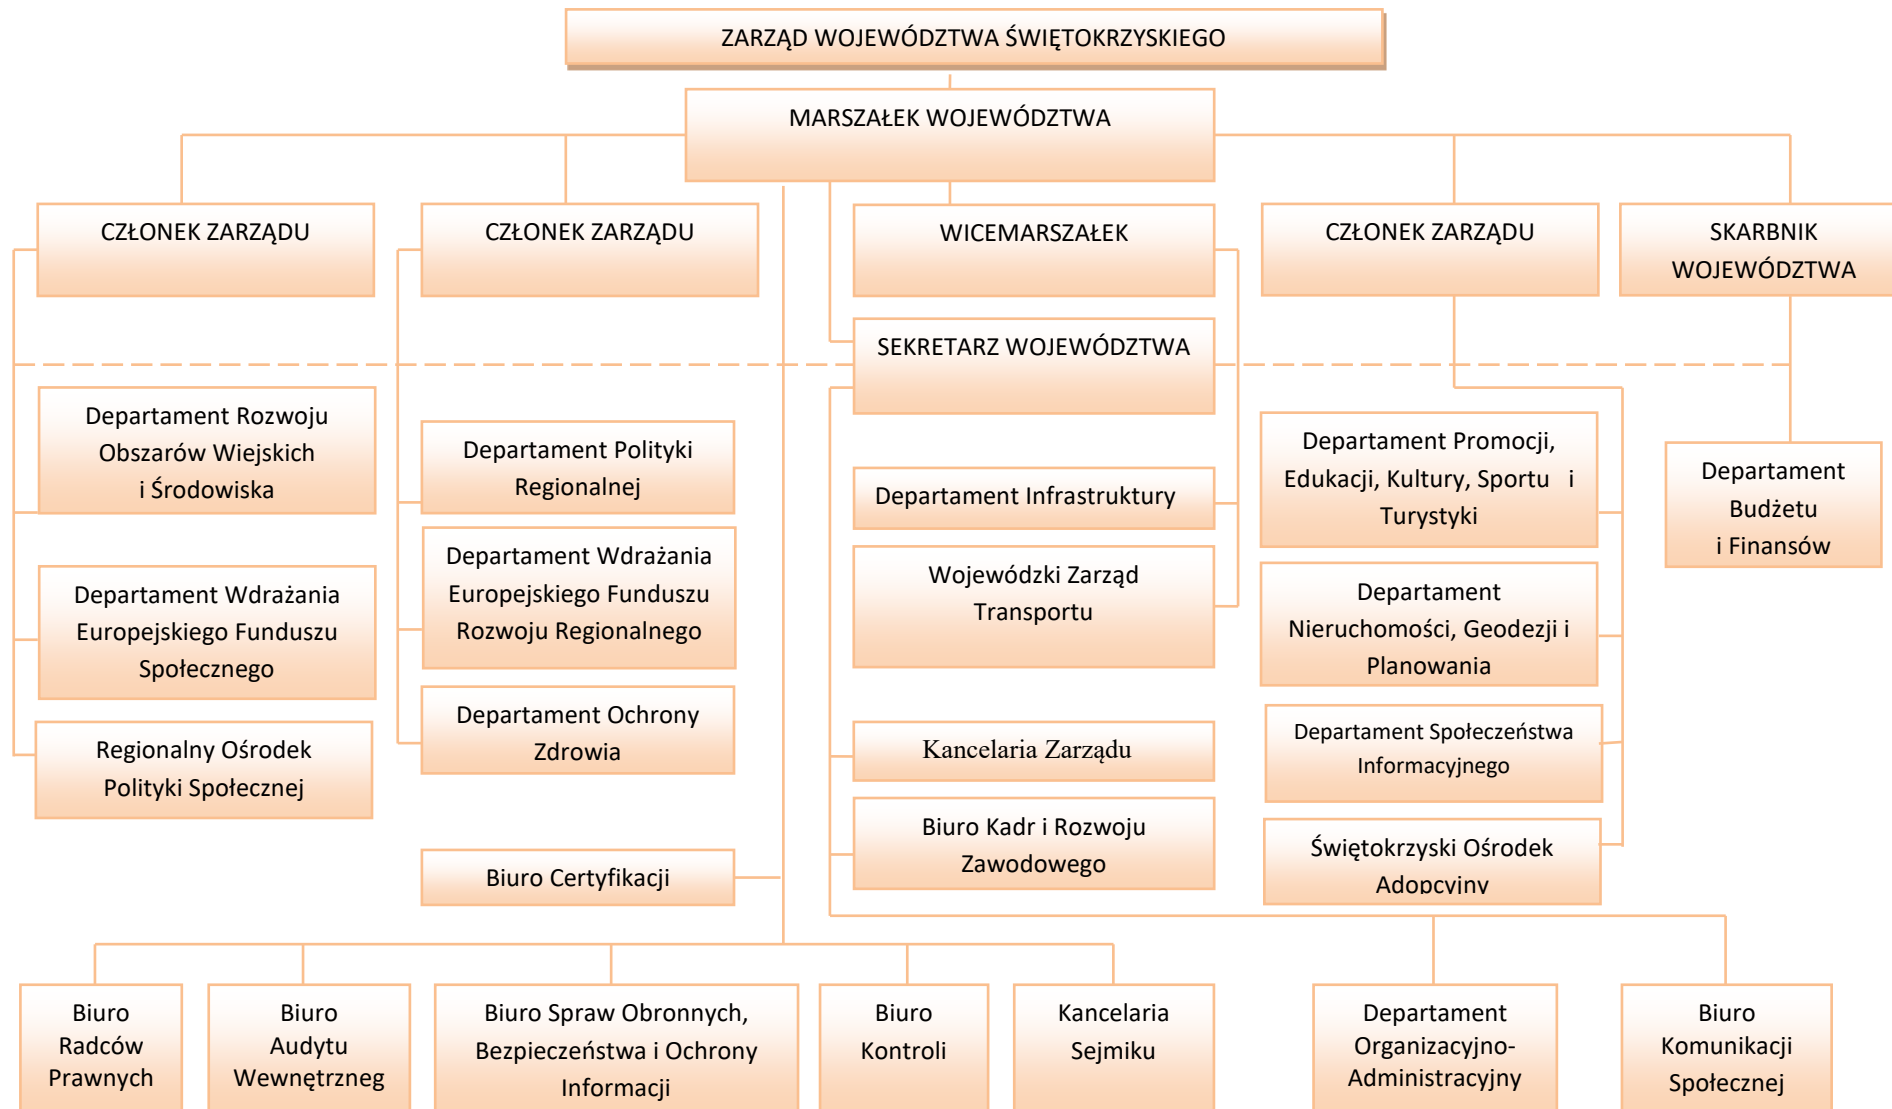 ZARZĄD WOJEWÓDZTWA ŚWIĘTOKRZYSKIEGO
MARSZAŁEK WOJEWÓDZTWA
CZŁONEK ZARZĄDU
CZŁONEK ZARZĄDU
WICEMARSZAŁEK
CZŁONEK ZARZĄDU
SKARBNIK
WOJEWÓDZTWA
SEKRETARZ WOJEWÓDZTWA
Departament Rozwoju
Obszarów Wiejskich
i Środowiska
Departament Polityki
Regionalnej
Departament Infrastruktury
Departament Promocji,
Edukacji, Kultury, Sportu i
Turystyki
Departament
Budżetu
i Finansów
Departament Wdrażania
Europejskiego Funduszu
Społecznego
Departament Wdrażania
Europejskiego Funduszu
Rozwoju Regionalnego
Wojewódzki Zarząd
Transportu
Departament
Nieruchomości, Geodezji i
Planowania
Regionalny Ośrodek
Polityki Społecznej
Departament Ochrony
Zdrowia
Kancelaria Zarządu
Departament Społeczeństwa
Informacyjnego
Biuro Certyfikacji
Biuro Kadr i Rozwoju
Zawodowego
Świętokrzyski Ośrodek
Adopcyjny
Biuro
Radców
Prawnych
Biuro
Audytu
Wewnętrzneg
Biuro Spraw Obronnych,
Bezpieczeństwa i Ochrony
Informacji
Biuro
Kontroli
Kancelaria
Sejmiku
Departament
Organizacyjno-
Administracyjny
Biuro
Komunikacji
Społecznej